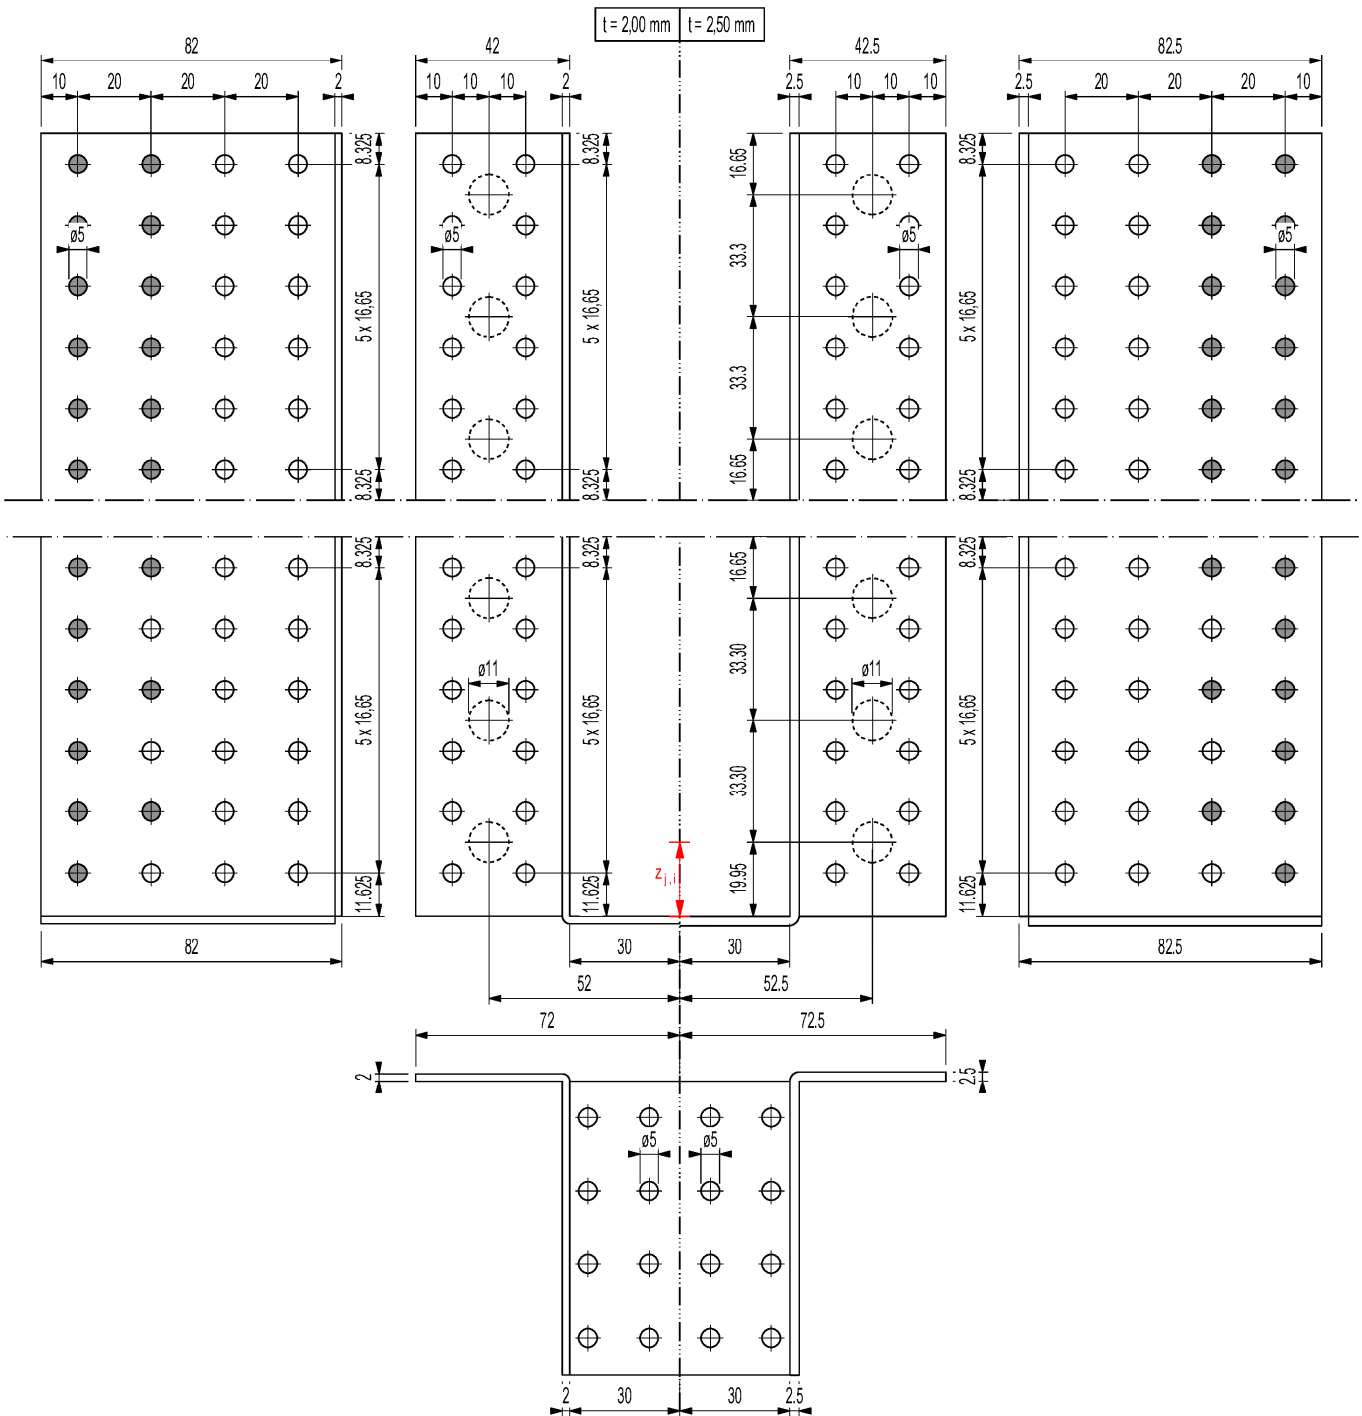 t = 2,00 mm t = 2,50 mm
82 42 42.5 82.5
10 20 20 20 2 10 10 10 2 2.5 10 10 10 2.5 20 20 20 10
8.325 8.325 16.65 8.325
ø5 ø5 ø5 ø5
33.3
5 x 16,65 5 x 16,65 5 x 16,65
33.3
8.325 8.325 16.65 8.325
8.325 8.325 16.65 8.325
33.30
ø11 ø11
5 x 16,65 5 x 16,65 5 x 16,65
33.30
z j,i
11.625 11.625 19.95 11.625
82 30 30 82.5
52 52.5
72 72.5
2 2.5
ø5 ø5
2 30 30 2.5